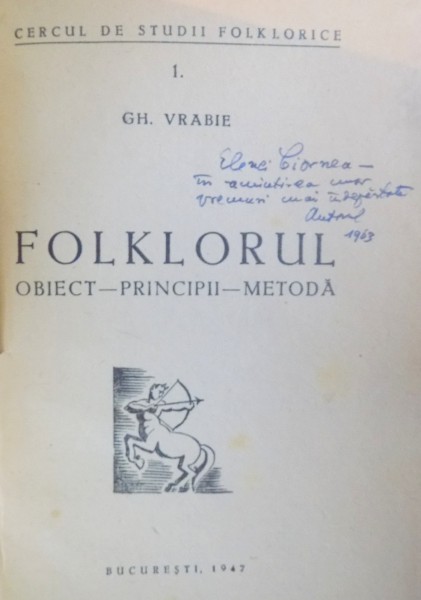 CERCUL DE STUDII FOLKLORICE
1.
GH. VRABIE
Elenei Ciornea —
în amintirea unor
vremuri mai îndepărtate
Autorul
1963
FOLKLORUL
OBIECT—PRINCIPII—METODĂ
BUCUREȘTI, 1947